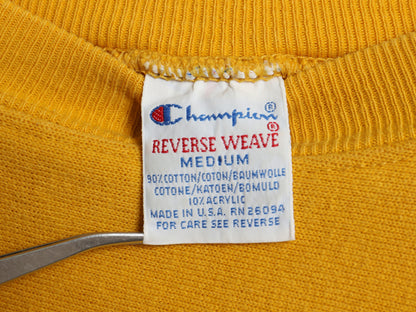 Champion®
REVERSE WEAVE®
MEDIUM
90% COTTON/COTON/BAUMWOLLE
COTONE/KATOEN/BOMULD
10% ACRYLIC
MADE IN U.S.A. RN 26094
FOR CARE SEE REVERSE